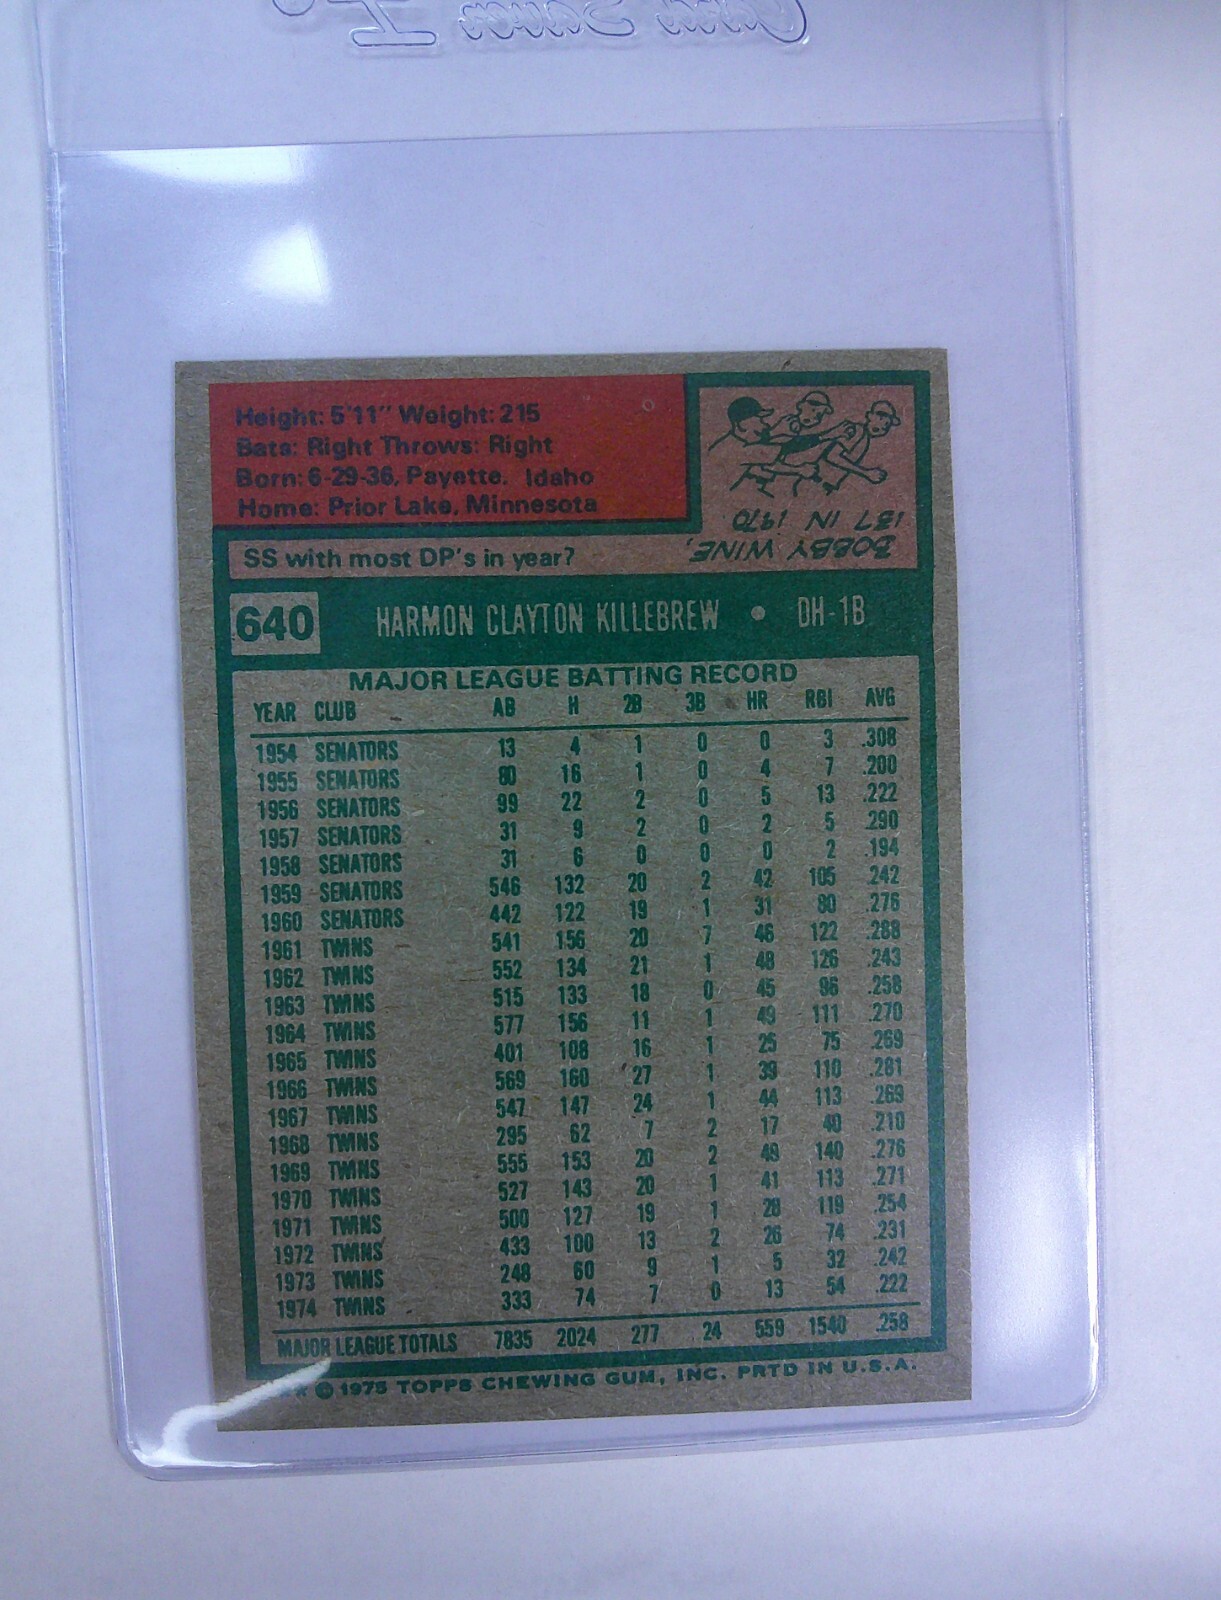 Card Saver I®
Height: 5'11" Weight: 215
Bats: Right Throws: Right
Born: 6-29-36, Payette, Idaho
Home: Prior Lake, Minnesota
SS with most DP's in year?
BOBBY WINE,
137 IN 1970
640 HARMON CLAYTON KILLEBREW • DH-1B
MAJOR LEAGUE BATTING RECORD
YEAR CLUB AB H 2B 3B HR RBI AVG
1954 SENATORS 13 4 1 0 0 3 .308
1955 SENATORS 80 16 1 0 4 7 .200
1956 SENATORS 99 22 2 0 5 13 .222
1957 SENATORS 31 9 2 0 2 5 .290
1958 SENATORS 31 6 0 0 0 2 .194
1959 SENATORS 546 132 20 2 42 105 .242
1960 SENATORS 442 122 19 1 31 80 .276
1961 TWINS 541 156 20 7 46 122 .288
1962 TWINS 552 134 21 1 48 126 .243
1963 TWINS 515 133 18 0 45 96 .258
1964 TWINS 577 156 11 1 49 111 .270
1965 TWINS 401 108 16 1 25 75 .269
1966 TWINS 569 160 27 1 39 110 .281
1967 TWINS 547 147 24 1 44 113 .269
1968 TWINS 295 62 7 2 17 40 .210
1969 TWINS 555 153 20 2 49 140 .276
1970 TWINS 527 143 20 1 41 113 .271
1971 TWINS 500 127 19 1 28 119 .254
1972 TWINS 433 100 13 2 26 74 .231
1973 TWINS 248 60 9 1 5 32 .242
1974 TWINS 333 74 7 0 13 54 .222
MAJOR LEAGUE TOTALS 7835 2024 277 24 559 1540 .258
** © 1975 TOPPS CHEWING GUM, INC. PRTD IN U.S.A.